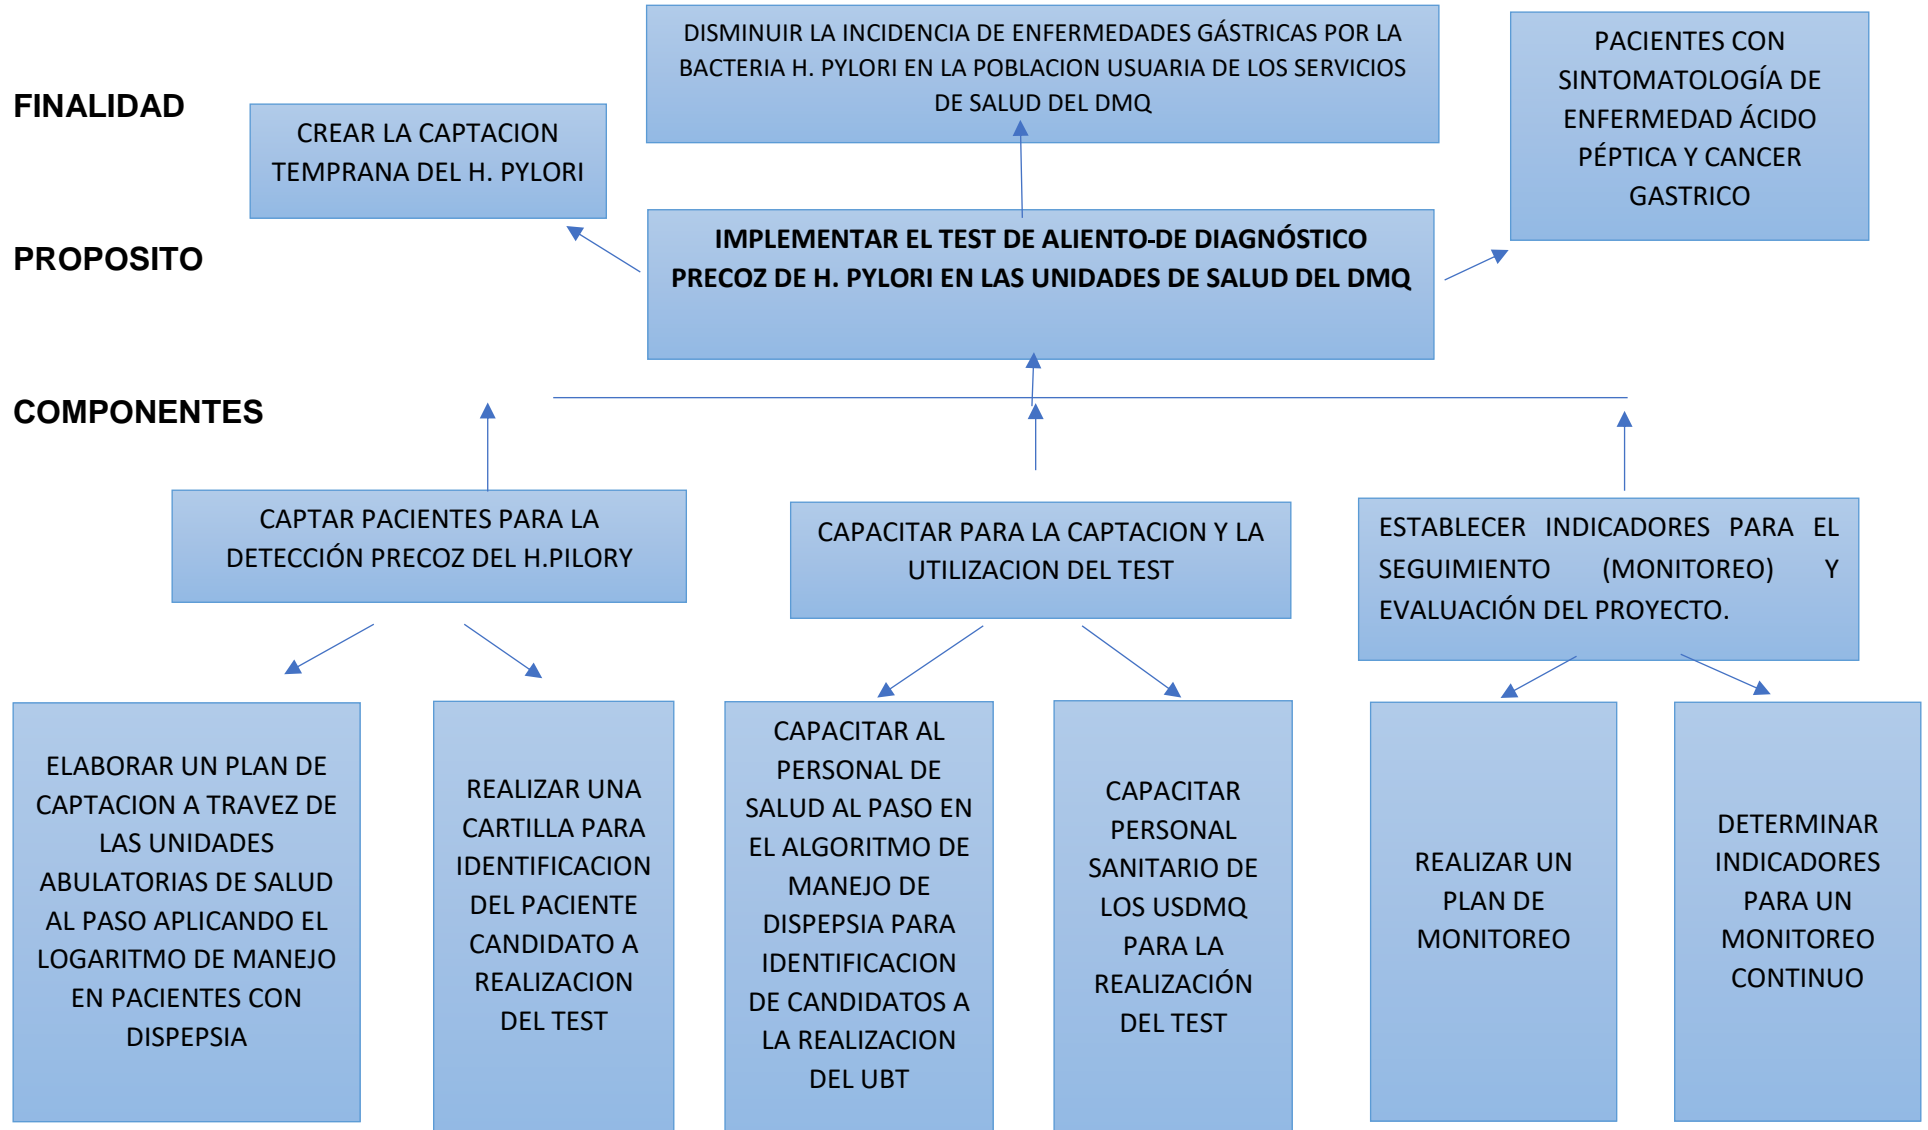 FINALIDAD
DISMINUIR LA INCIDENCIA DE ENFERMEDADES GÁSTRICAS POR LA
BACTERIA H. PYLORI EN LA POBLACION USUARIA DE LOS SERVICIOS
DE SALUD DEL DMQ
CREAR LA CAPTACION
TEMPRANA DEL H. PYLORI
PACIENTES CON
SINTOMATOLOGÍA DE
ENFERMEDAD ÁCIDO
PÉPTICA Y CANCER
GASTRICO
PROPOSITO
IMPLEMENTAR EL TEST DE ALIENTO-DE DIAGNÓSTICO
PRECOZ DE H. PYLORI EN LAS UNIDADES DE SALUD DEL DMQ
COMPONENTES
CAPTAR PACIENTES PARA LA
DETECCIÓN PRECOZ DEL H.PILORY
CAPACITAR PARA LA CAPTACION Y LA
UTILIZACION DEL TEST
ESTABLECER INDICADORES PARA EL
SEGUIMIENTO (MONITOREO) Y
EVALUACIÓN DEL PROYECTO.
ELABORAR UN PLAN DE
CAPTACION A TRAVEZ DE
LAS UNIDADES
ABULATORIAS DE SALUD
AL PASO APLICANDO EL
LOGARITMO DE MANEJO
EN PACIENTES CON
DISPEPSIA
REALIZAR UNA
CARTILLA PARA
IDENTIFICACION
DEL PACIENTE
CANDIDATO A
REALIZACION
DEL TEST
CAPACITAR AL
PERSONAL DE
SALUD AL PASO EN
EL ALGORITMO DE
MANEJO DE
DISPEPSIA PARA
IDENTIFICACION
DE CANDIDATOS A
LA REALIZACION
DEL UBT
CAPACITAR
PERSONAL
SANITARIO DE
LOS USDMQ
PARA LA
REALIZACIÓN
DEL TEST
REALIZAR UN
PLAN DE
MONITOREO
DETERMINAR
INDICADORES
PARA UN
MONITOREO
CONTINUO